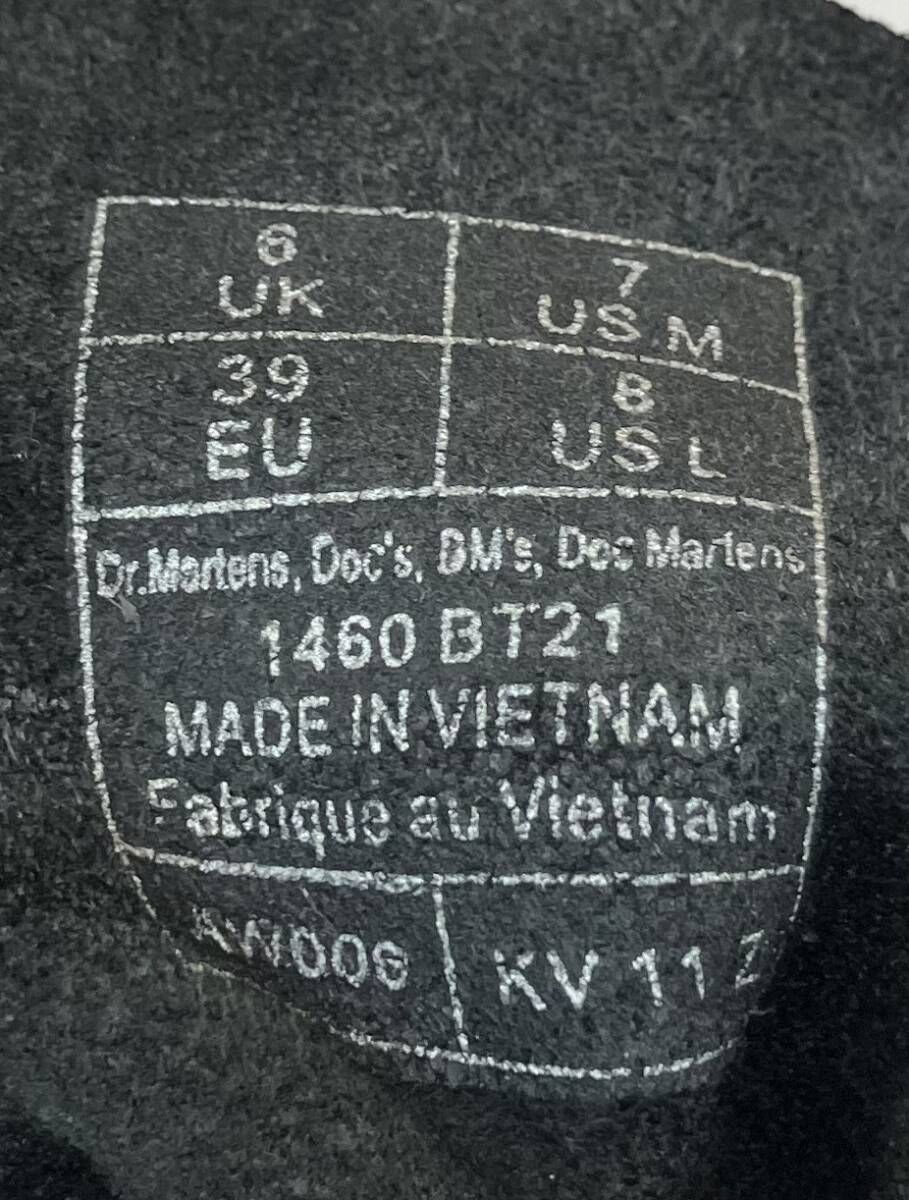 6
UK
7
US M
39
EU
8
US L
Dr.Martens, Doc's, DM's, Doc Martens
1460 BT21
MADE IN VIETNAM
Fabrique au Vietnam
AW006
KV 11 Z